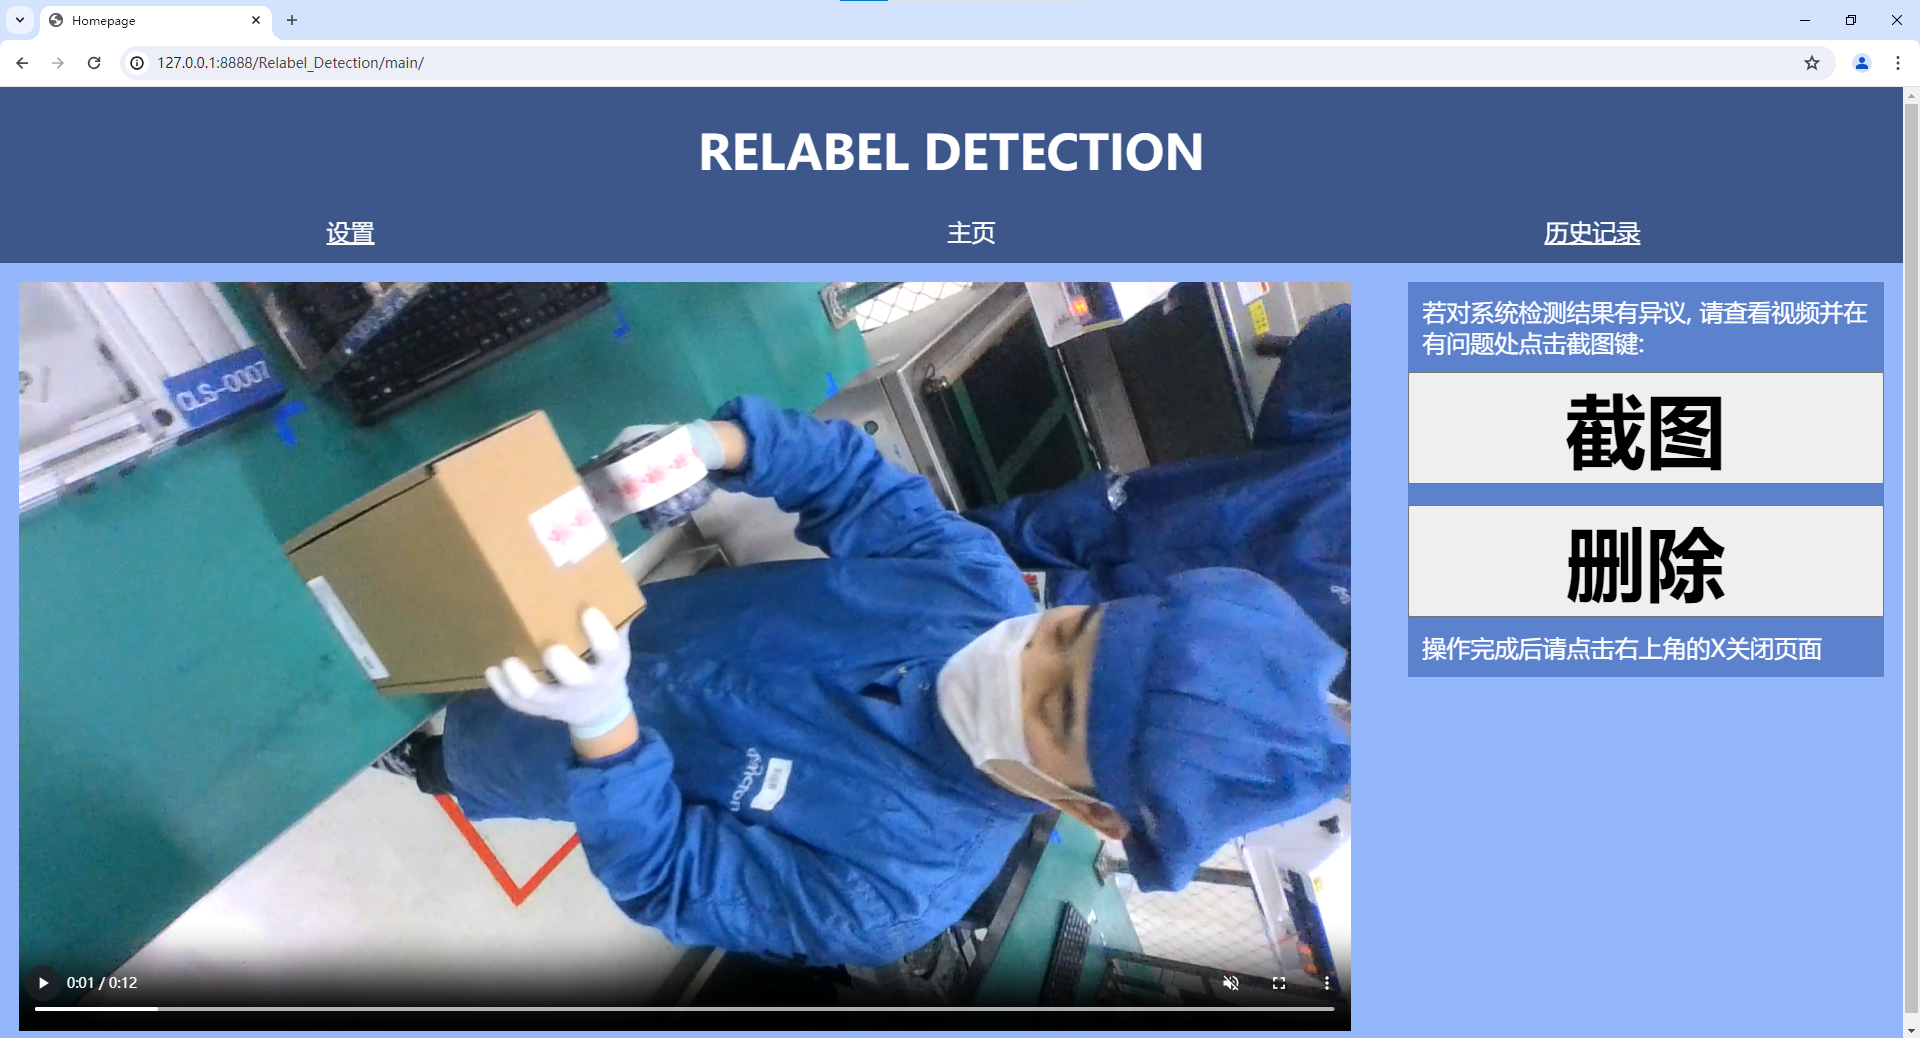 Homepage
127.0.0.1:8888/Relabel_Detection/main/
RELABEL DETECTION
设置
主页
历史记录
若对系统检测结果有异议, 请查看视频并在
有问题处点击截图键:
截图
删除
操作完成后请点击右上角的X关闭页面
CLS-0007
Micron
0:01 / 0:12